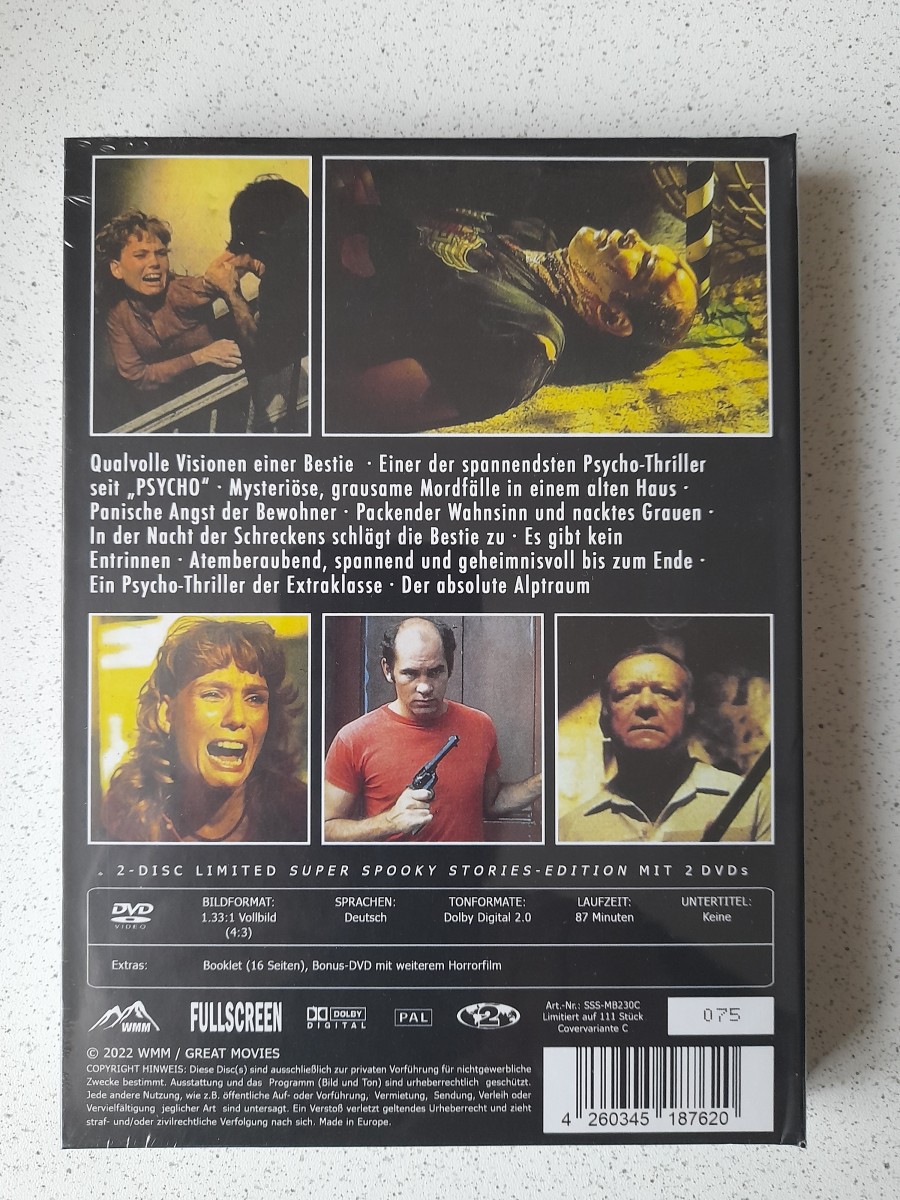 Qualvolle Visionen einer Bestie · Einer der spannendsten Psycho-Thriller
seit „PSYCHO“ · Mysteriöse, grausame Mordfälle in einem alten Haus ·
Panische Angst der Bewohner · Packender Wahnsinn und nacktes Grauen ·
In der Nacht der Schreckens schlägt die Bestie zu · Es gibt kein
Entrinnen · Atemberaubend, spannend und geheimnisvoll bis zum Ende ·
Ein Psycho-Thriller der Extraklasse · Der absolute Alptraum
2-DISC LIMITED SUPER SPOOKY STORIES-EDITION MIT 2 DVDs
DVD
VIDEO
BILDFORMAT:
1.33:1 Vollbild
(4:3)
SPRACHEN:
Deutsch
TONFORMATE:
Dolby Digital 2.0
LAUFZEIT:
87 Minuten
UNTERTITEL:
Keine
Extras: Booklet (16 Seiten), Bonus-DVD mit weiterem Horrorfilm
WMM
FULLSCREEN
DOLBY
DIGITAL
PAL
2
Art.-Nr.: SSS-MB230C
Limitiert auf 111 Stück
Covervariante C
075
© 2022 WMM / GREAT MOVIES
COPYRIGHT HINWEIS: Diese Disc(s) sind ausschließlich zur privaten Vorführung für nichtgewerbliche
Zwecke bestimmt. Ausstattung und das Programm (Bild und Ton) sind urheberrechtlich geschützt.
Jede andere Nutzung, wie z.B. öffentliche Auf- oder Vorführung, Vermietung, Sendung, Verleih oder
Vervielfältigung jeglicher Art sind untersagt. Ein Verstoß verletzt geltendes Urheberrecht und zieht
straf- und/oder zivilrechtliche Verfolgung nach sich. Made in Europe.
4 260345 187620